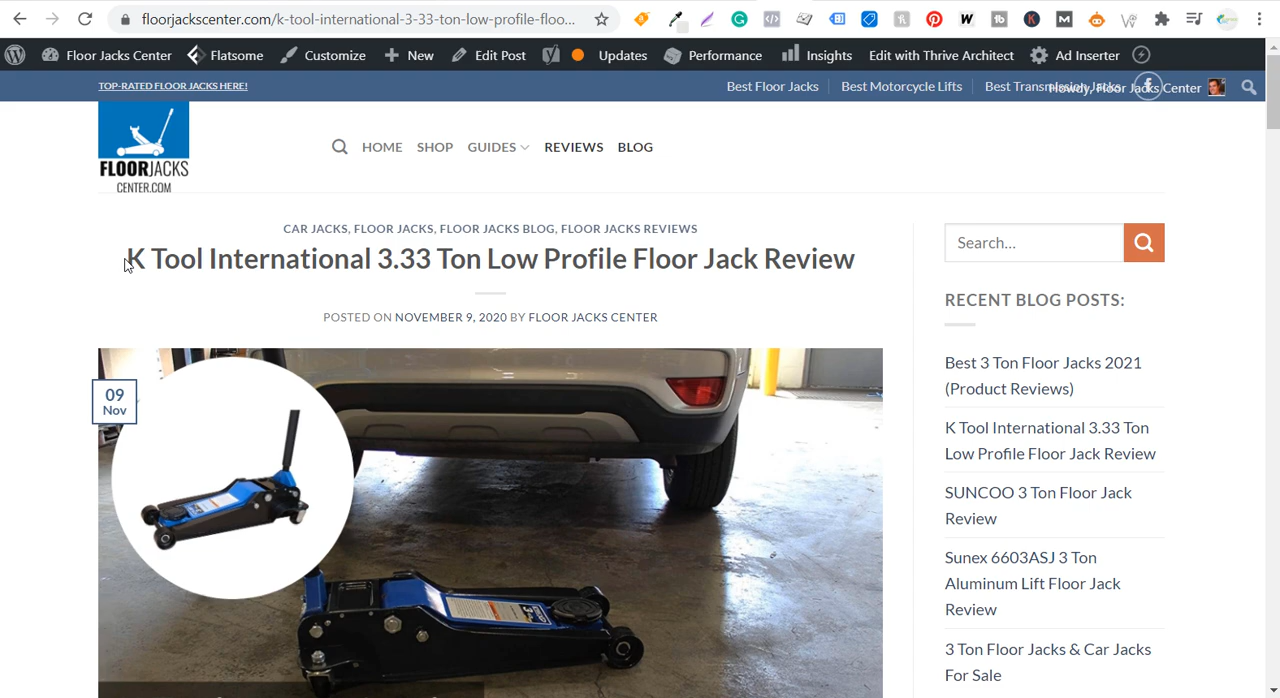 floorjackscenter.com/k-tool-international-3-33-ton-low-profile-floo...
Floor Jacks Center Flatsome Customize New Edit Post Updates Performance Insights Edit with Thrive Architect Ad Inserter
TOP-RATED FLOOR JACKS HERE! Best Floor Jacks Best Motorcycle Lifts Best Transmission Jacks Howdy, Floor Jacks Center
FLOORJACKS
CENTER.COM
HOME SHOP GUIDES REVIEWS BLOG
CAR JACKS, FLOOR JACKS, FLOOR JACKS BLOG, FLOOR JACKS REVIEWS
K Tool International 3.33 Ton Low Profile Floor Jack Review
POSTED ON NOVEMBER 9, 2020 BY FLOOR JACKS CENTER
09
Nov
Search...
RECENT BLOG POSTS:
Best 3 Ton Floor Jacks 2021
(Product Reviews)
K Tool International 3.33 Ton
Low Profile Floor Jack Review
SUNCOO 3 Ton Floor Jack
Review
Sunex 6603ASJ 3 Ton
Aluminum Lift Floor Jack
Review
3 Ton Floor Jacks & Car Jacks
For Sale